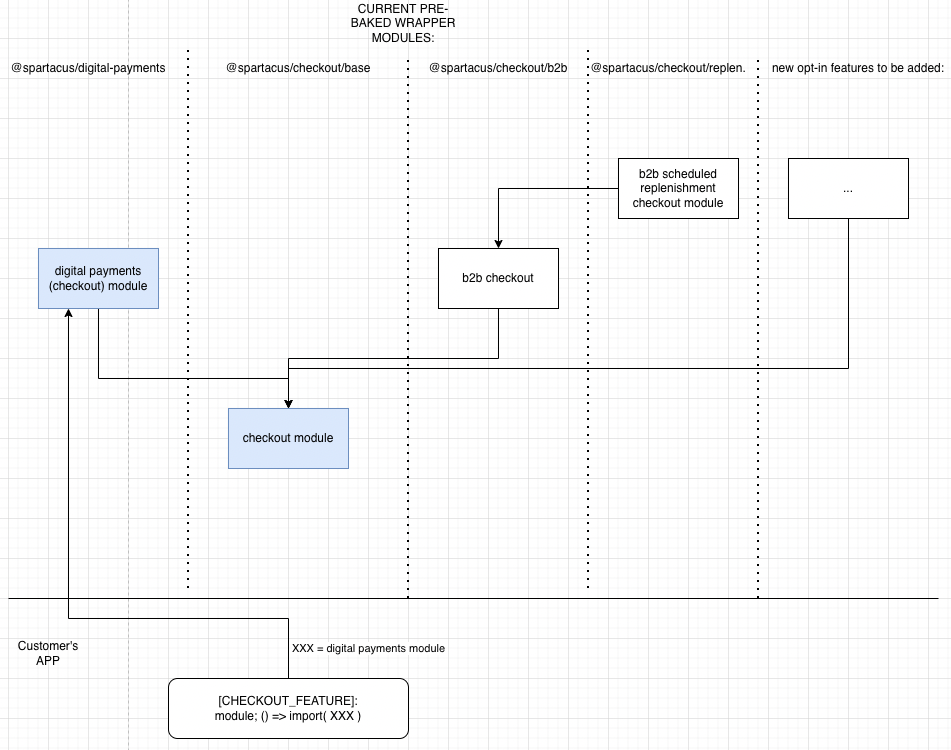 CURRENT PRE-
BAKED WRAPPER
MODULES:
@spartacus/digital-payments
@spartacus/checkout/base
@spartacus/checkout/b2b
@spartacus/checkout/replen.
new opt-in features to be added:
b2b scheduled
replenishment
checkout module
...
digital payments
(checkout) module
b2b checkout
checkout module
Customer's
APP
XXX = digital payments module
[CHECKOUT_FEATURE]:
module; () => import( XXX )